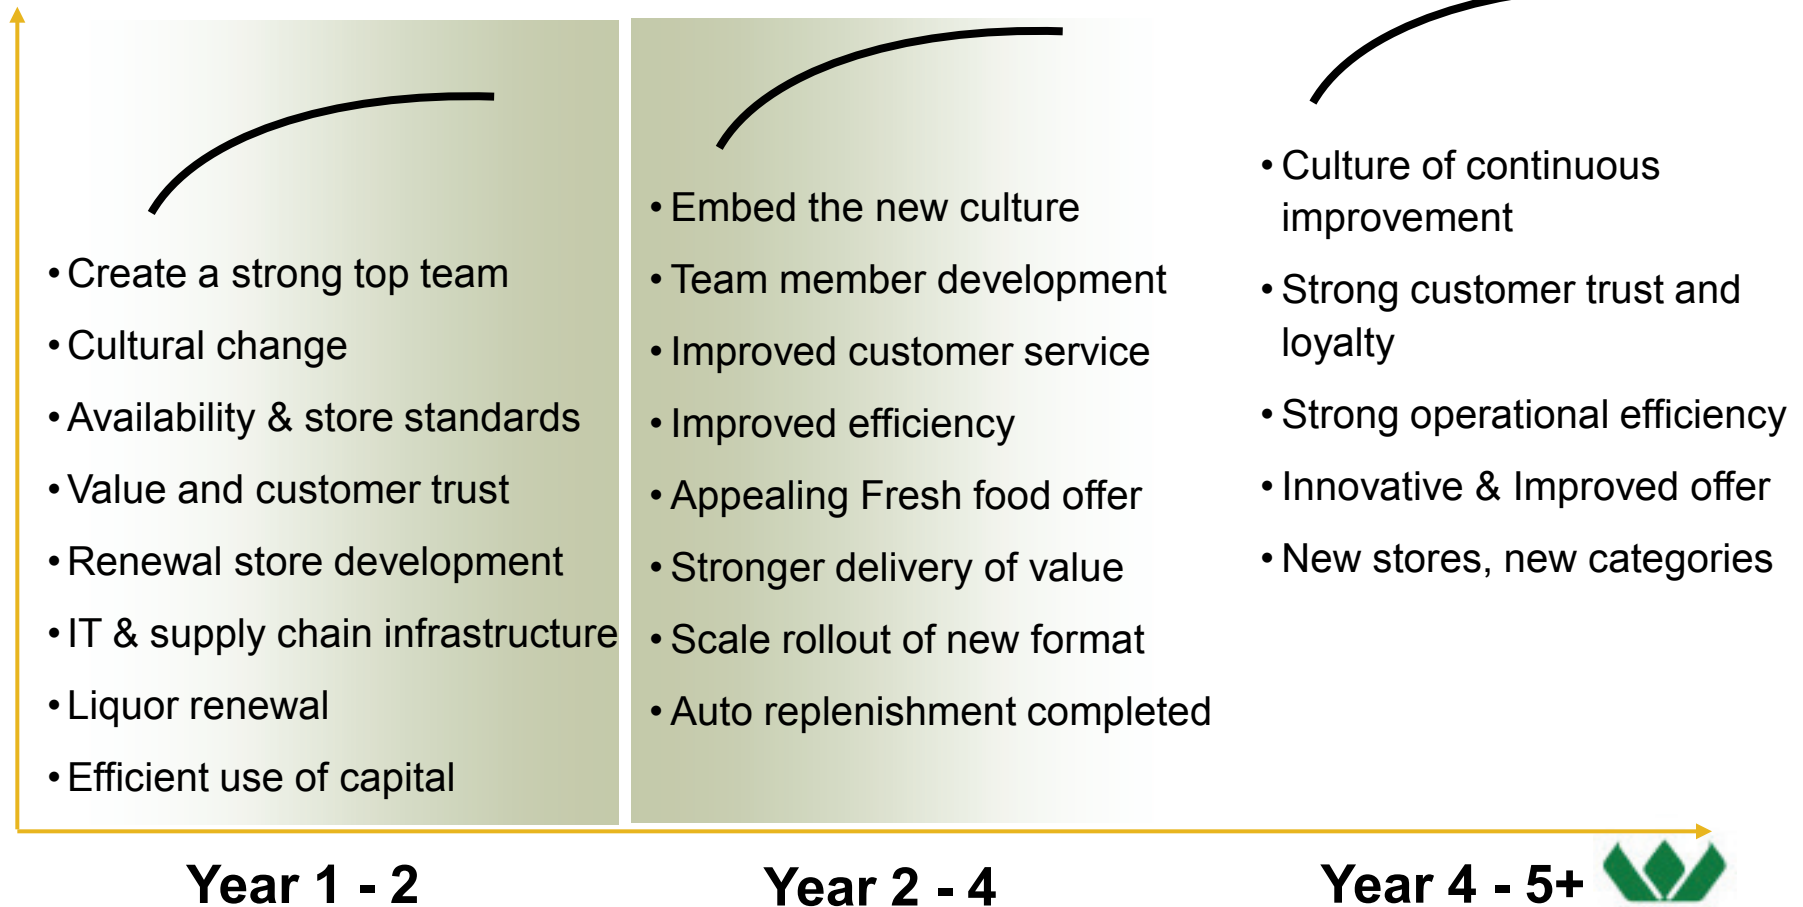 • Create a strong top team
• Cultural change
• Availability & store standards
• Value and customer trust
• Renewal store development
• IT & supply chain infrastructure
• Liquor renewal
• Efficient use of capital
Year 1 - 2
• Embed the new culture
• Team member development
• Improved customer service
• Improved efficiency
• Appealing Fresh food offer
• Stronger delivery of value
• Scale rollout of new format
• Auto replenishment completed
Year 2 - 4
• Culture of continuous
improvement
• Strong customer trust and
loyalty
• Strong operational efficiency
• Innovative & Improved offer
• New stores, new categories
Year 4 - 5+